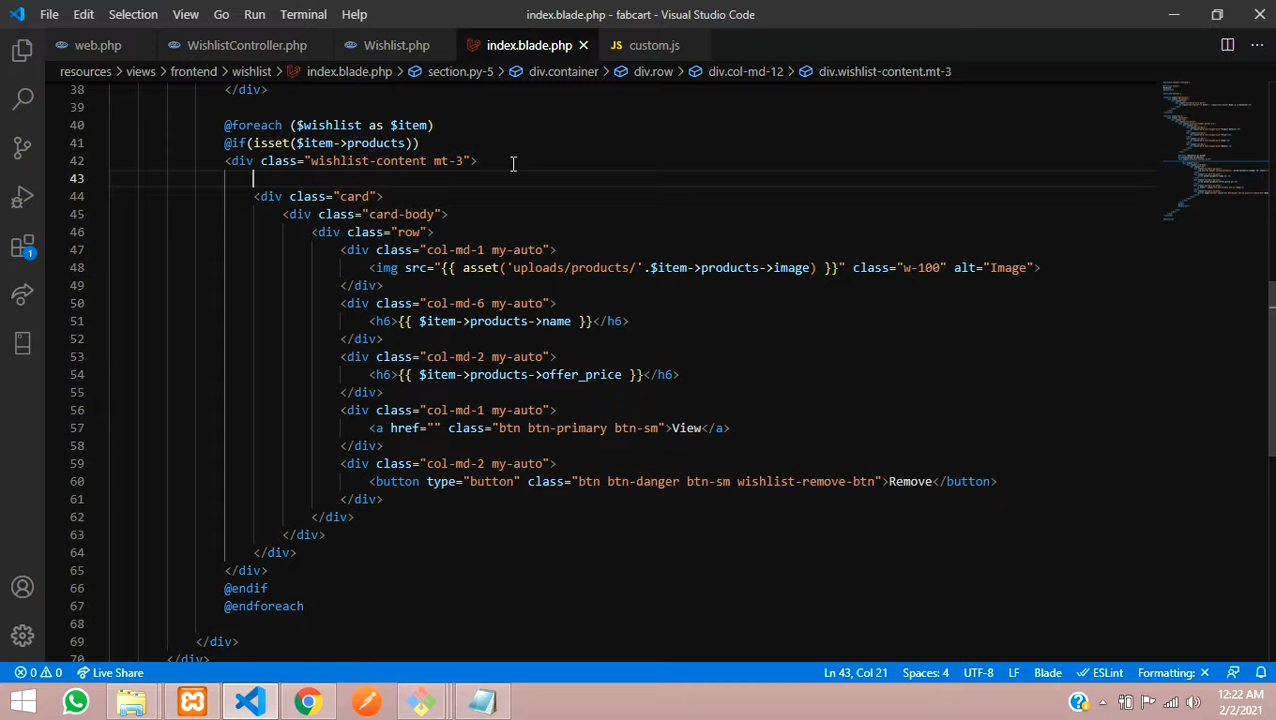 File Edit Selection View Go Run Terminal Help index.blade.php - fabcart - Visual Studio Code
web.php WishlistController.php Wishlist.php index.blade.php JS custom.js
resources > views > frontend > wishlist > index.blade.php > section.py-5 > div.container > div.row > div.col-md-12 > div.wishlist-content.mt-3
38 </div>
39
40 @foreach ($wishlist as $item)
41 @if(isset($item->products))
42 <div class="wishlist-content mt-3">
43
44 <div class="card">
45 <div class="card-body">
46 <div class="row">
47 <div class="col-md-1 my-auto">
48 <img src="{{ asset('uploads/products/'.$item->products->image) }}" class="w-100" alt="Image">
49 </div>
50 <div class="col-md-6 my-auto">
51 <h6>{{ $item->products->name }}</h6>
52 </div>
53 <div class="col-md-2 my-auto">
54 <h6>{{ $item->products->offer_price }}</h6>
55 </div>
56 <div class="col-md-1 my-auto">
57 <a href="" class="btn btn-primary btn-sm">View</a>
58 </div>
59 <div class="col-md-2 my-auto">
60 <button type="button" class="btn btn-danger btn-sm wishlist-remove-btn">Remove</button>
61 </div>
62 </div>
63 </div>
64 </div>
65 </div>
66 @endif
67 @endforeach
68
69 </div>
70 </div>
1
0 0 Live Share Ln 43, Col 21 Spaces: 4 UTF-8 LF Blade ESLint Formatting: ×
12:22 AM
2/2/2021